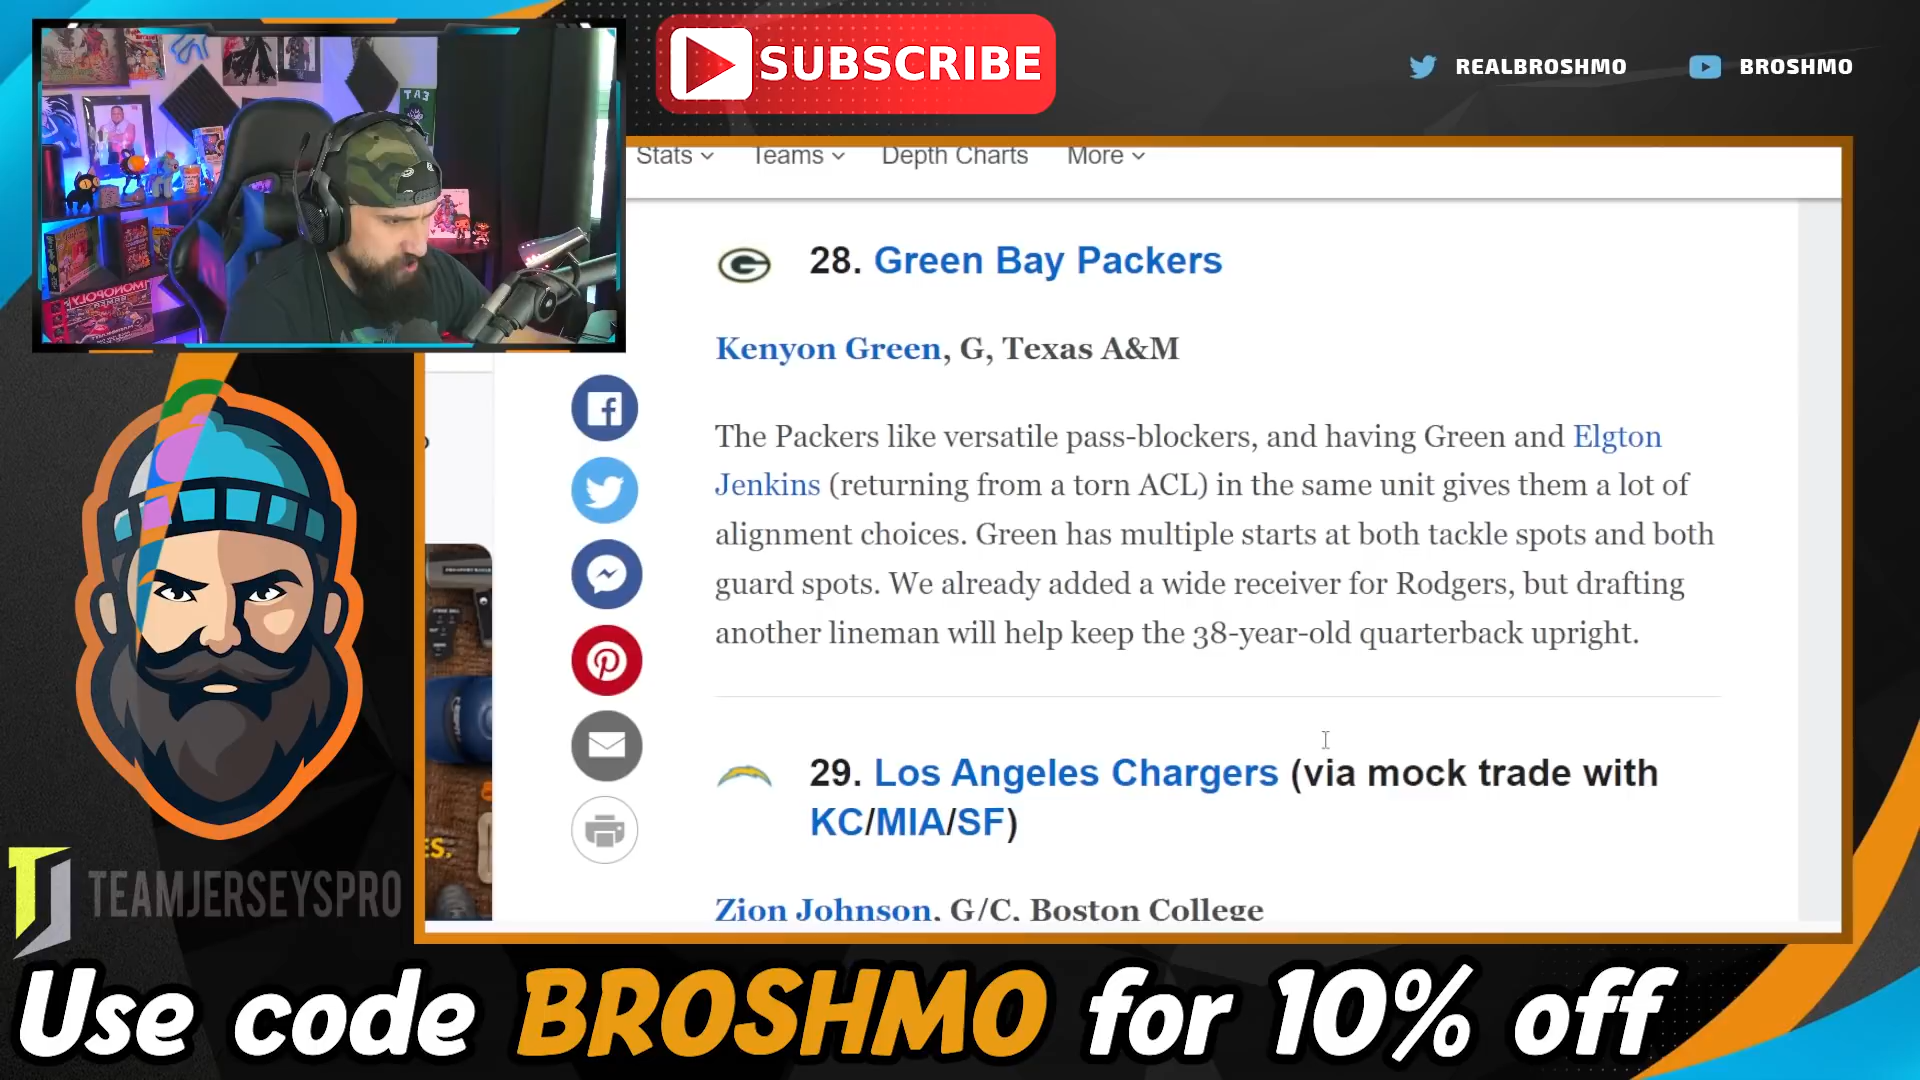 SUBSCRIBE
REALBROSHMO
BROSHMO
EAT
MONOPOLY
Stats
Teams
Depth Charts
More
28. Green Bay Packers
Kenyon Green, G, Texas A&M
The Packers like versatile pass-blockers, and having Green and Elgton
Jenkins (returning from a torn ACL) in the same unit gives them a lot of
alignment choices. Green has multiple starts at both tackle spots and both
guard spots. We already added a wide receiver for Rodgers, but drafting
another lineman will help keep the 38-year-old quarterback upright.
29. Los Angeles Chargers (via mock trade with
KC/MIA/SF)
Zion Johnson, G/C, Boston College
ES.
TEAMJERSEYSPRO
Use code BROSHMO for 10% off